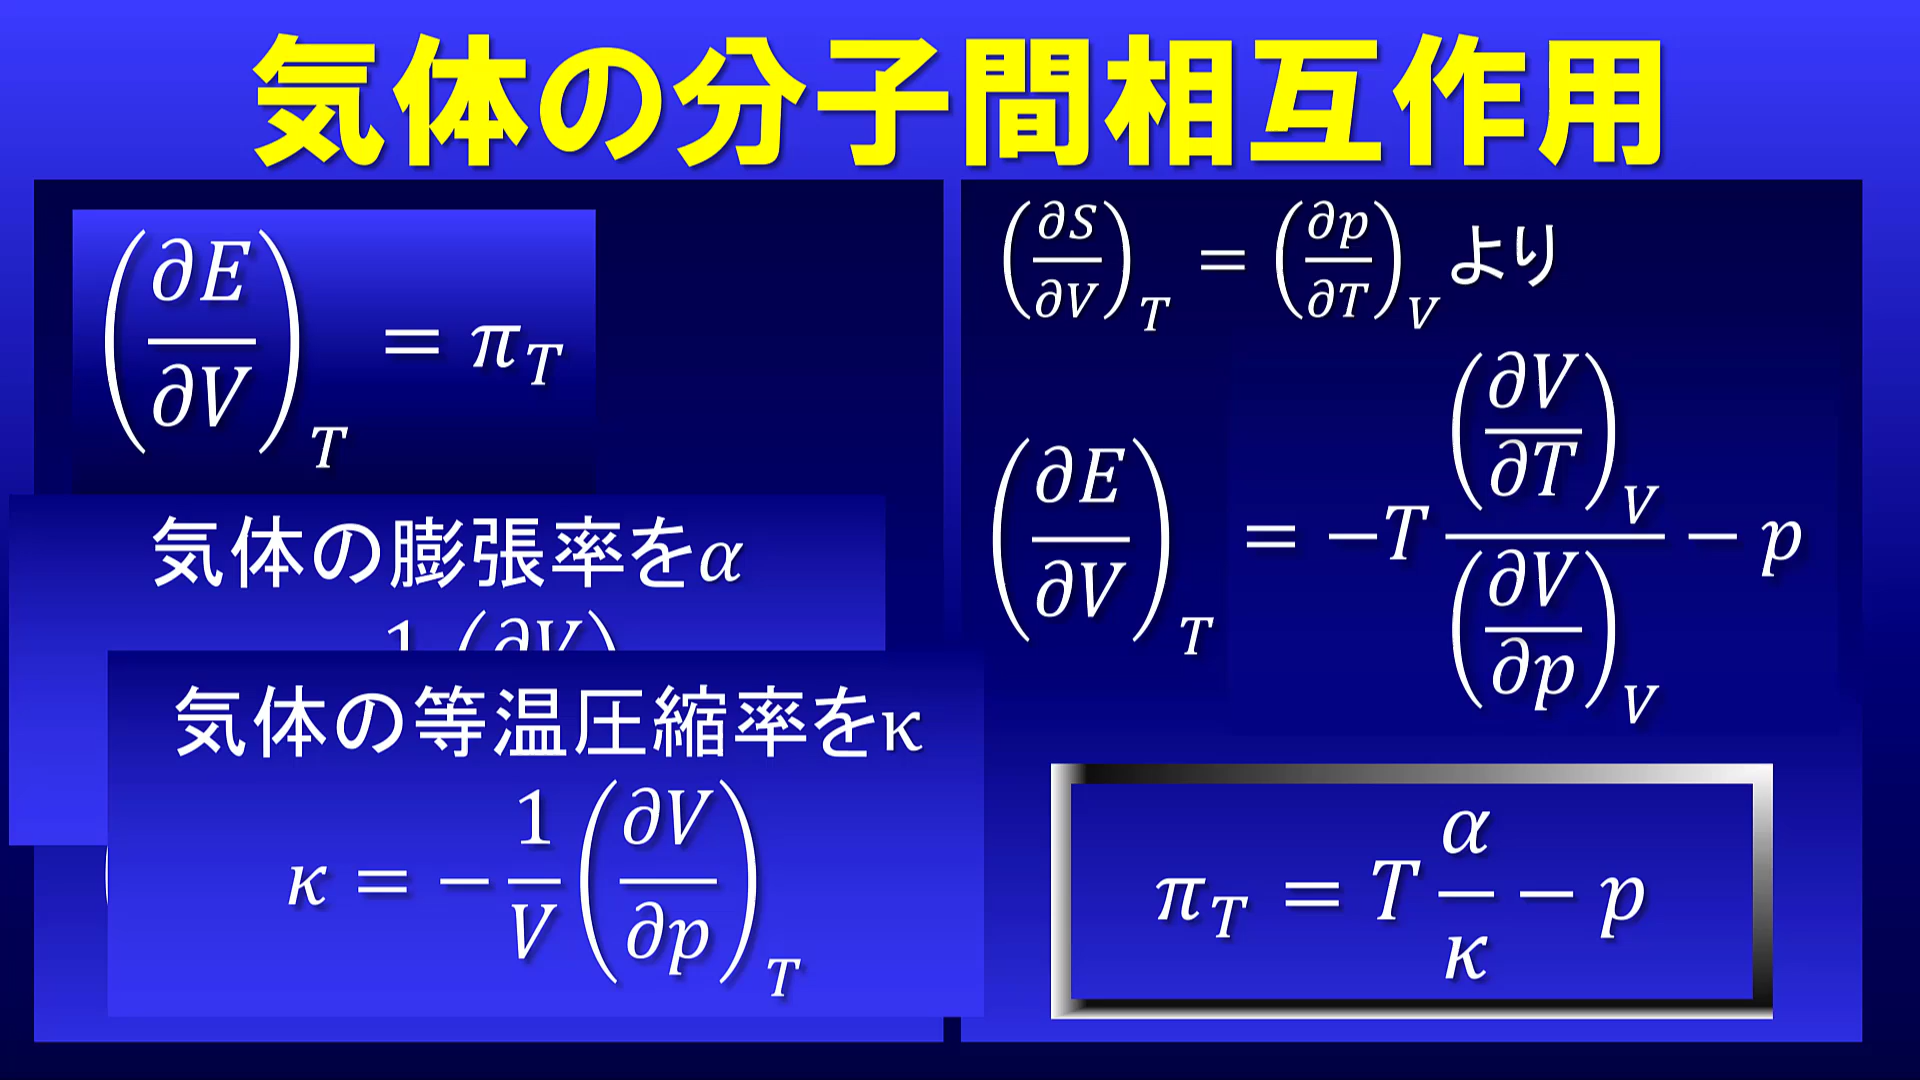 気体の分子間相互作用
(∂E/∂V)_T = π_T
気体の膨張率をα
気体の等温圧縮率をκ
κ = −1/V (∂V/∂p)_T
(∂S/∂V)_T = (∂p/∂T)_V より
(∂E/∂V)_T = −T (∂V/∂T)_V / (∂V/∂p)_V − p
π_T = T α/κ − p